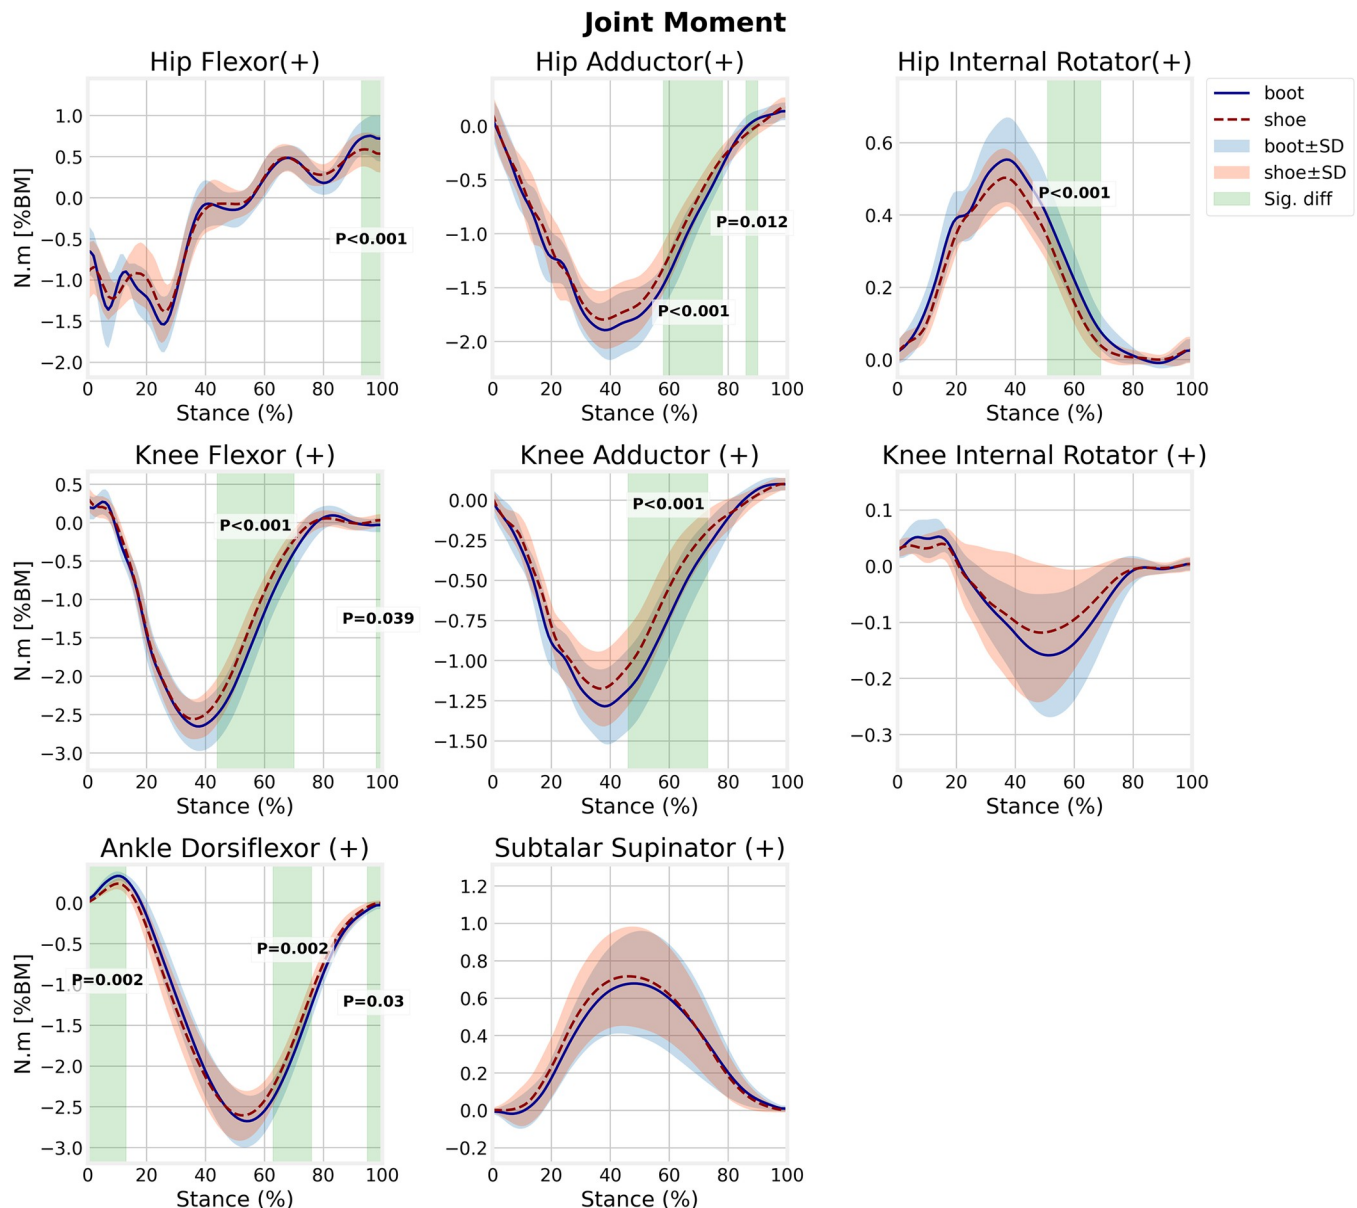 Joint Moment
Hip Flexor(+)
Hip Adductor(+)
Hip Internal Rotator(+)
boot
shoe
boot±SD
shoe±SD
Sig. diff
N.m [%BM]
1.0
0.5
0.0
−0.5
−1.0
−1.5
−2.0
P<0.001
0 20 40 60 80 100
Stance (%)
0.0
−0.5
−1.0
−1.5
−2.0
P=0.012
P<0.001
0 20 40 60 80 100
Stance (%)
0.6
0.4
0.2
0.0
P<0.001
0 20 40 60 80 100
Stance (%)
Knee Flexor (+)
Knee Adductor (+)
Knee Internal Rotator (+)
N.m [%BM]
0.5
0.0
−0.5
−1.0
−1.5
−2.0
−2.5
−3.0
P<0.001
P=0.039
0 20 40 60 80 100
Stance (%)
0.00
−0.25
−0.50
−0.75
−1.00
−1.25
−1.50
P<0.001
0 20 40 60 80 100
Stance (%)
0.1
0.0
−0.1
−0.2
−0.3
0 20 40 60 80 100
Stance (%)
Ankle Dorsiflexor (+)
Subtalar Supinator (+)
N.m [%BM]
0.0
−0.5
−1.0
−1.5
−2.0
−2.5
−3.0
P=0.002
P=0.002
P=0.03
0 20 40 60 80 100
Stance (%)
1.2
1.0
0.8
0.6
0.4
0.2
0.0
−0.2
0 20 40 60 80 100
Stance (%)